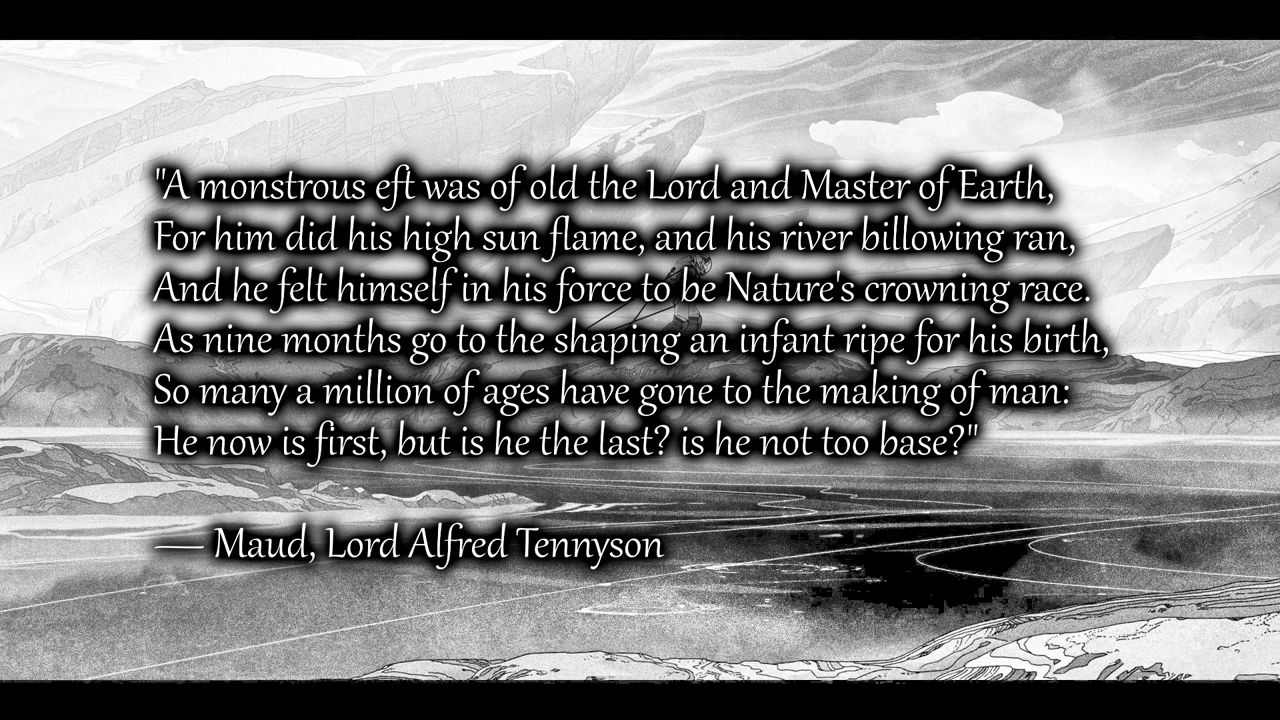 "A monstrous eft was of old the Lord and Master of Earth,
For him did his high sun flame, and his river billowing ran,
And he felt himself in his force to be Nature's crowning race.
As nine months go to the shaping an infant ripe for his birth,
So many a million of ages have gone to the making of man:
He now is first, but is he the last? is he not too base?"
— Maud, Lord Alfred Tennyson